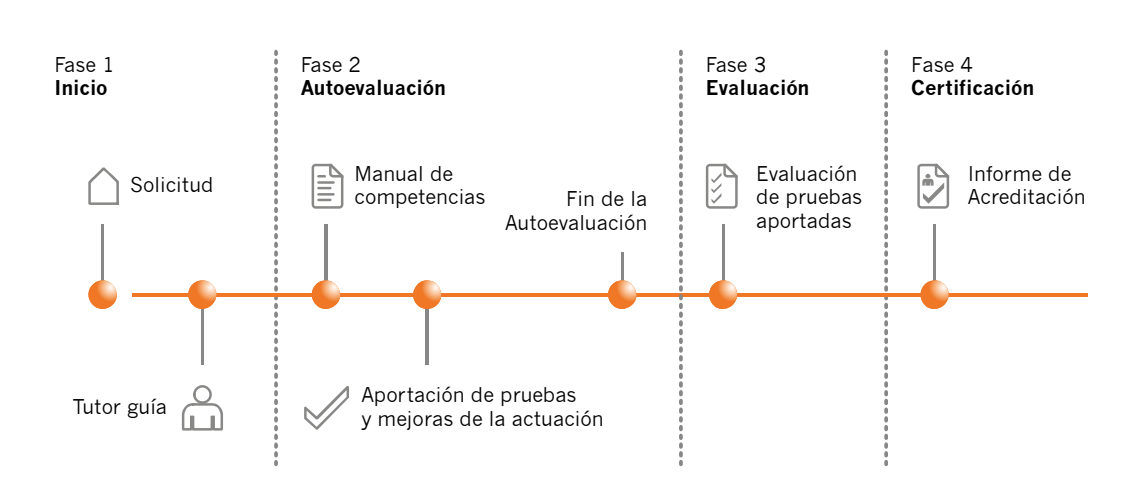 Fase 1
Inicio
Solicitud
Tutor guía
Fase 2
Autoevaluación
Manual de
competencias
Fin de la
Autoevaluación
Aportación de pruebas
y mejoras de la actuación
Fase 3
Evaluación
Evaluación
de pruebas
aportadas
Fase 4
Certificación
Informe de
Acreditación